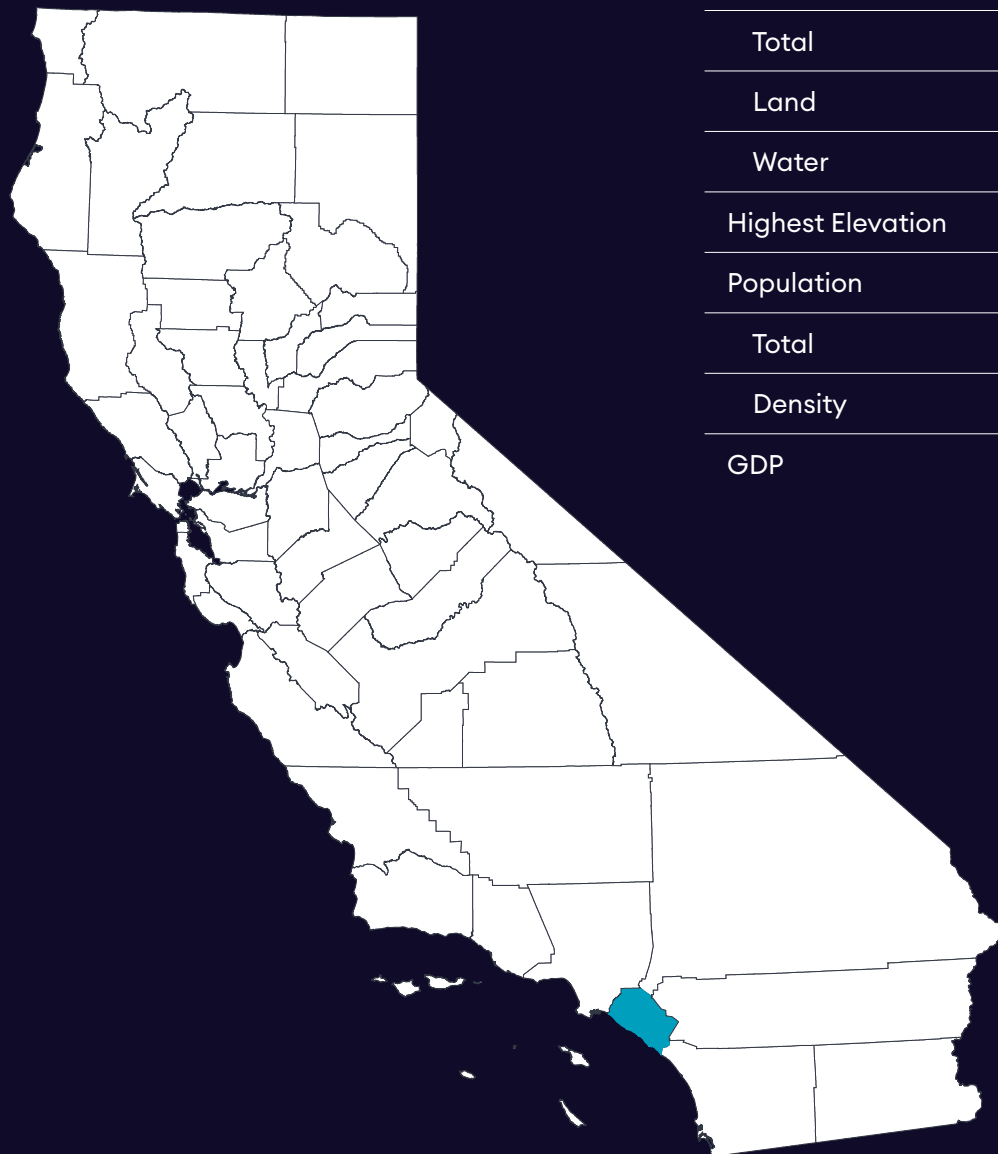 Total
Land
Water
Highest Elevation
Population
Total
Density
GDP